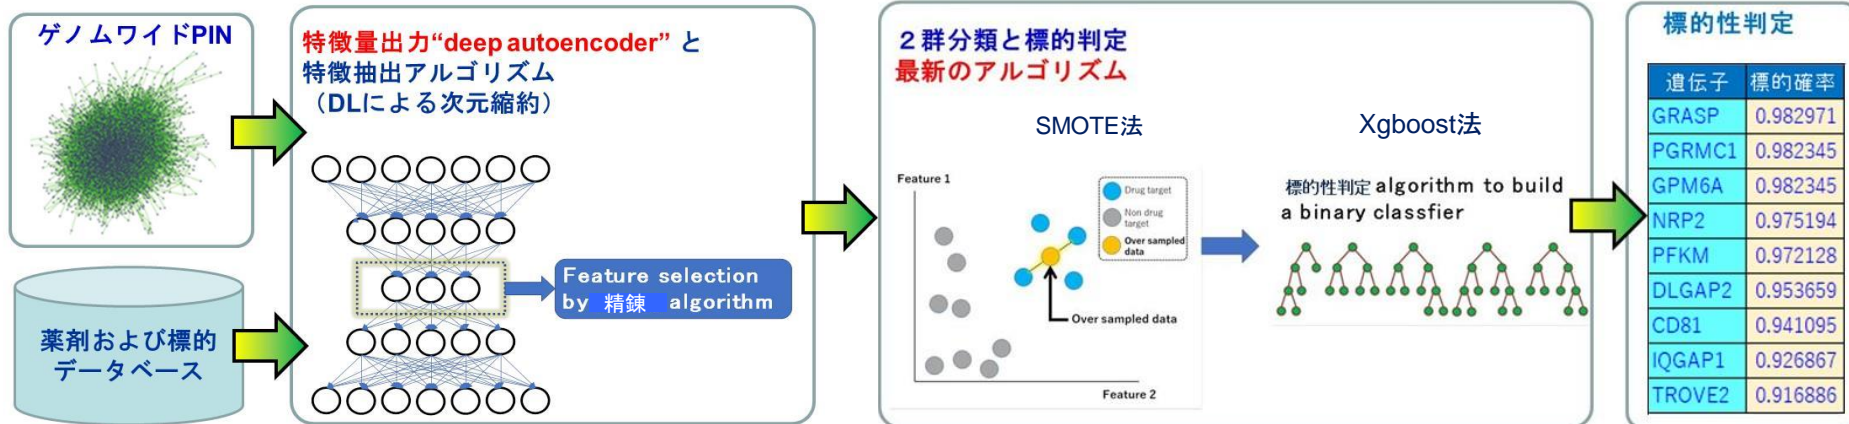 ゲノムワイドPIN
薬剤および標的
データベース
特徴量出力“deep autoencoder” と
特徴抽出アルゴリズム
（DLによる次元縮約）
Feature selection
by 精錬 algorithm
２群分類と標的判定
最新のアルゴリズム
SMOTE法
Feature 1
Drug target
Non drug
target
Over sampled
data
Over sampled data
Feature 2
Xgboost法
標的性判定 algorithm to build
a binary classfier
標的性判定
遺伝子 標的確率
GRASP 0.982971
PGRMC1 0.982345
GPM6A 0.982345
NRP2 0.975194
PFKM 0.972128
DLGAP2 0.953659
CD81 0.941095
IQGAP1 0.926867
TROVE2 0.916886